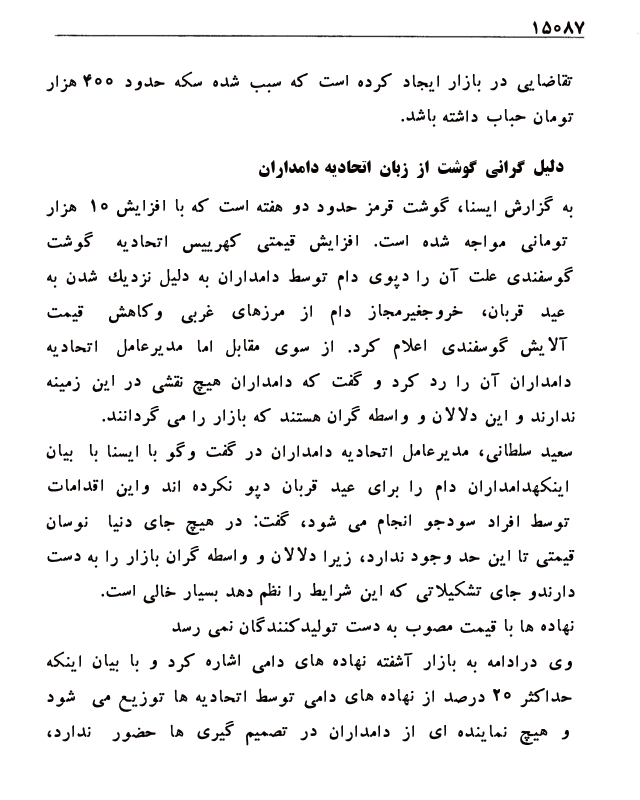 ۱۵۰۸۷
تقاضایی در بازار ایجاد کرده است که سبب شده سکه حدود ۴۰۰ هزار
تومان حباب داشته باشد.
دلیل گرانی گوشت از زبان اتحادیه دامداران
به گزارش ایسنا، گوشت قرمز حدود دو هفته است که با افزایش ۱۰ هزار
تومانی مواجه شده است. افزایش قیمتی کهرییس اتحادیه گوشت
گوسفندی علت آن را دپوی دام توسط دامداران به دلیل نزدیك شدن به
عید قربان، خروجغیرمجاز دام از مرزهای غربی وکاهش قیمت
آلایش گوسفندی اعلام کرد. از سوی مقابل اما مدیرعامل اتحادیه
دامداران آن را رد کرد و گفت که دامداران هیچ نقشی در این زمینه
ندارند و این دلالان و واسطه گران هستند که بازار را می گردانند.
سعید سلطانی، مدیرعامل اتحادیه دامداران در گفت وگو با ایسنا با بیان
اینکهدامداران دام را برای عید قربان دپو نکرده اند واین اقدامات
توسط افراد سودجو انجام می شود، گفت: در هیچ جای دنیا نوسان
قیمتی تا این حد وجود ندارد، زیرا دلالان و واسطه گران بازار را به دست
دارندو جای تشکیلاتی که این شرایط را نظم دهد بسیار خالی است.
نهاده ها با قیمت مصوب به دست تولیدکنندگان نمی رسد
وی درادامه به بازار آشفته نهاده های دامی اشاره کرد و با بیان اینکه
حداکثر ۲۰ درصد از نهاده های دامی توسط اتحادیه ها توزیع می شود
و هیچ نماینده ای از دامداران در تصمیم گیری ها حضور ندارد،